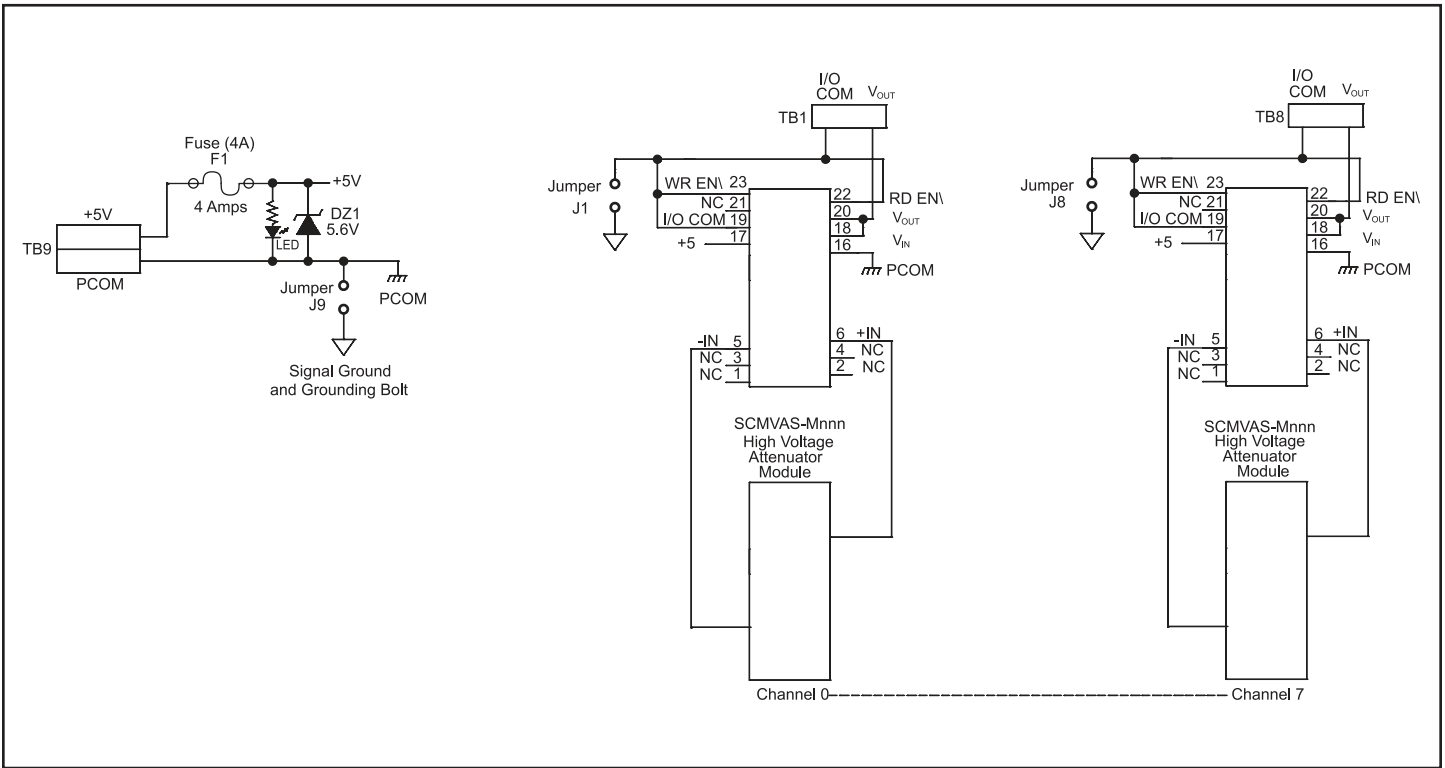 Fuse (4A)
F1
4 Amps
+5V
DZ1
5.6V
LED
+5V
TB9
PCOM
Jumper
J9
PCOM
Signal Ground
and Grounding Bolt
I/O
COM VOUT
TB1
Jumper
J1
WR EN\ 23
NC 21
I/O COM 19
+5 17
22 RD EN\
20 VOUT
18
16 VIN
PCOM
-IN 5
NC 3
NC 1
6 +IN
4 NC
2 NC
SCMVAS-Mnnn
High Voltage
Attenuator
Module
Channel 0
I/O
COM VOUT
TB8
Jumper
J8
WR EN\ 23
NC 21
I/O COM 19
+5 17
22 RD EN\
20 VOUT
18
16 VIN
PCOM
-IN 5
NC 3
NC 1
6 +IN
4 NC
2 NC
SCMVAS-Mnnn
High Voltage
Attenuator
Module
Channel 7